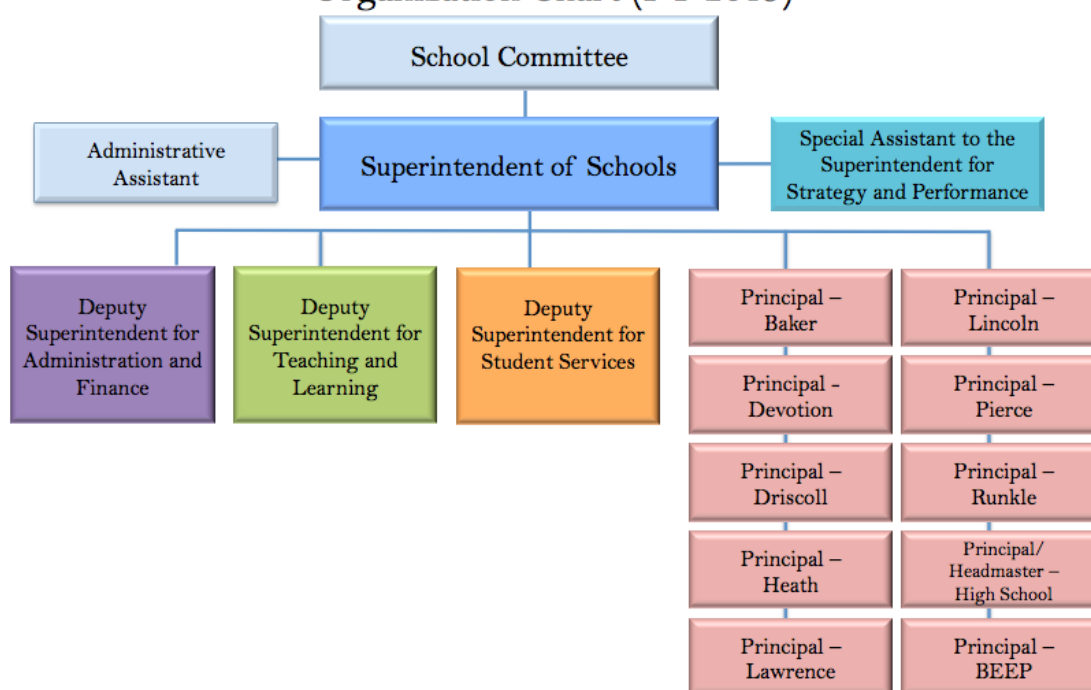 School Committee
Administrative
Assistant
Superintendent of Schools
Special Assistant to the
Superintendent for
Strategy and Performance
Deputy
Superintendent for
Administration and
Finance
Deputy
Superintendent for
Teaching and
Learning
Deputy
Superintendent for
Student Services
Principal –
Baker
Principal –
Lincoln
Principal -
Devotion
Principal –
Pierce
Principal –
Driscoll
Principal –
Runkle
Principal –
Heath
Principal/
Headmaster –
High School
Principal –
Lawrence
Principal –
BEEP